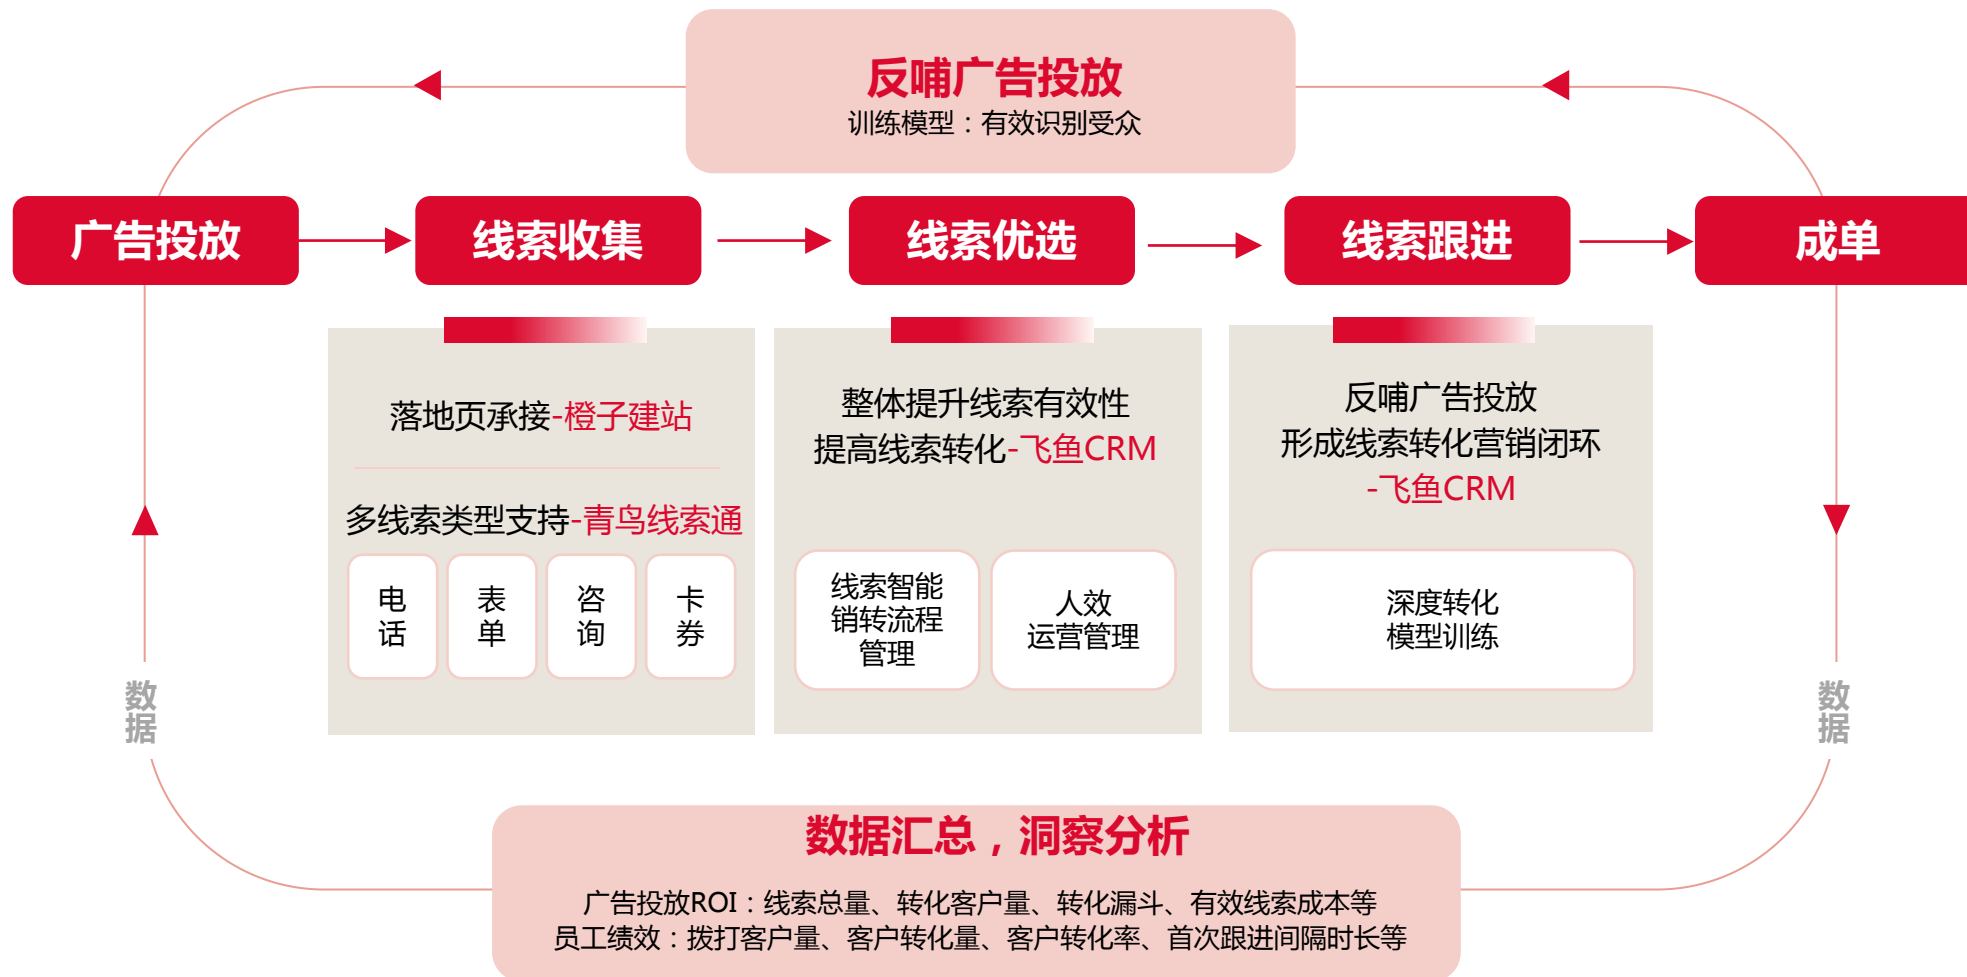 反哺广告投放
训练模型：有效识别受众
广告投放
线索收集
线索优选
线索跟进
成单
落地页承接-橙子建站
多线索类型支持-青鸟线索通
电
话
表
单
咨
询
卡
券
整体提升线索有效性
提高线索转化-飞鱼CRM
线索智能
销转流程
管理
人效
运营管理
反哺广告投放
形成线索转化营销闭环
-飞鱼CRM
深度转化
模型训练
数
据
数
据
数据汇总，洞察分析
广告投放ROI：线索总量、转化客户量、转化漏斗、有效线索成本等
员工绩效：拨打客户量、客户转化量、客户转化率、首次跟进间隔时长等